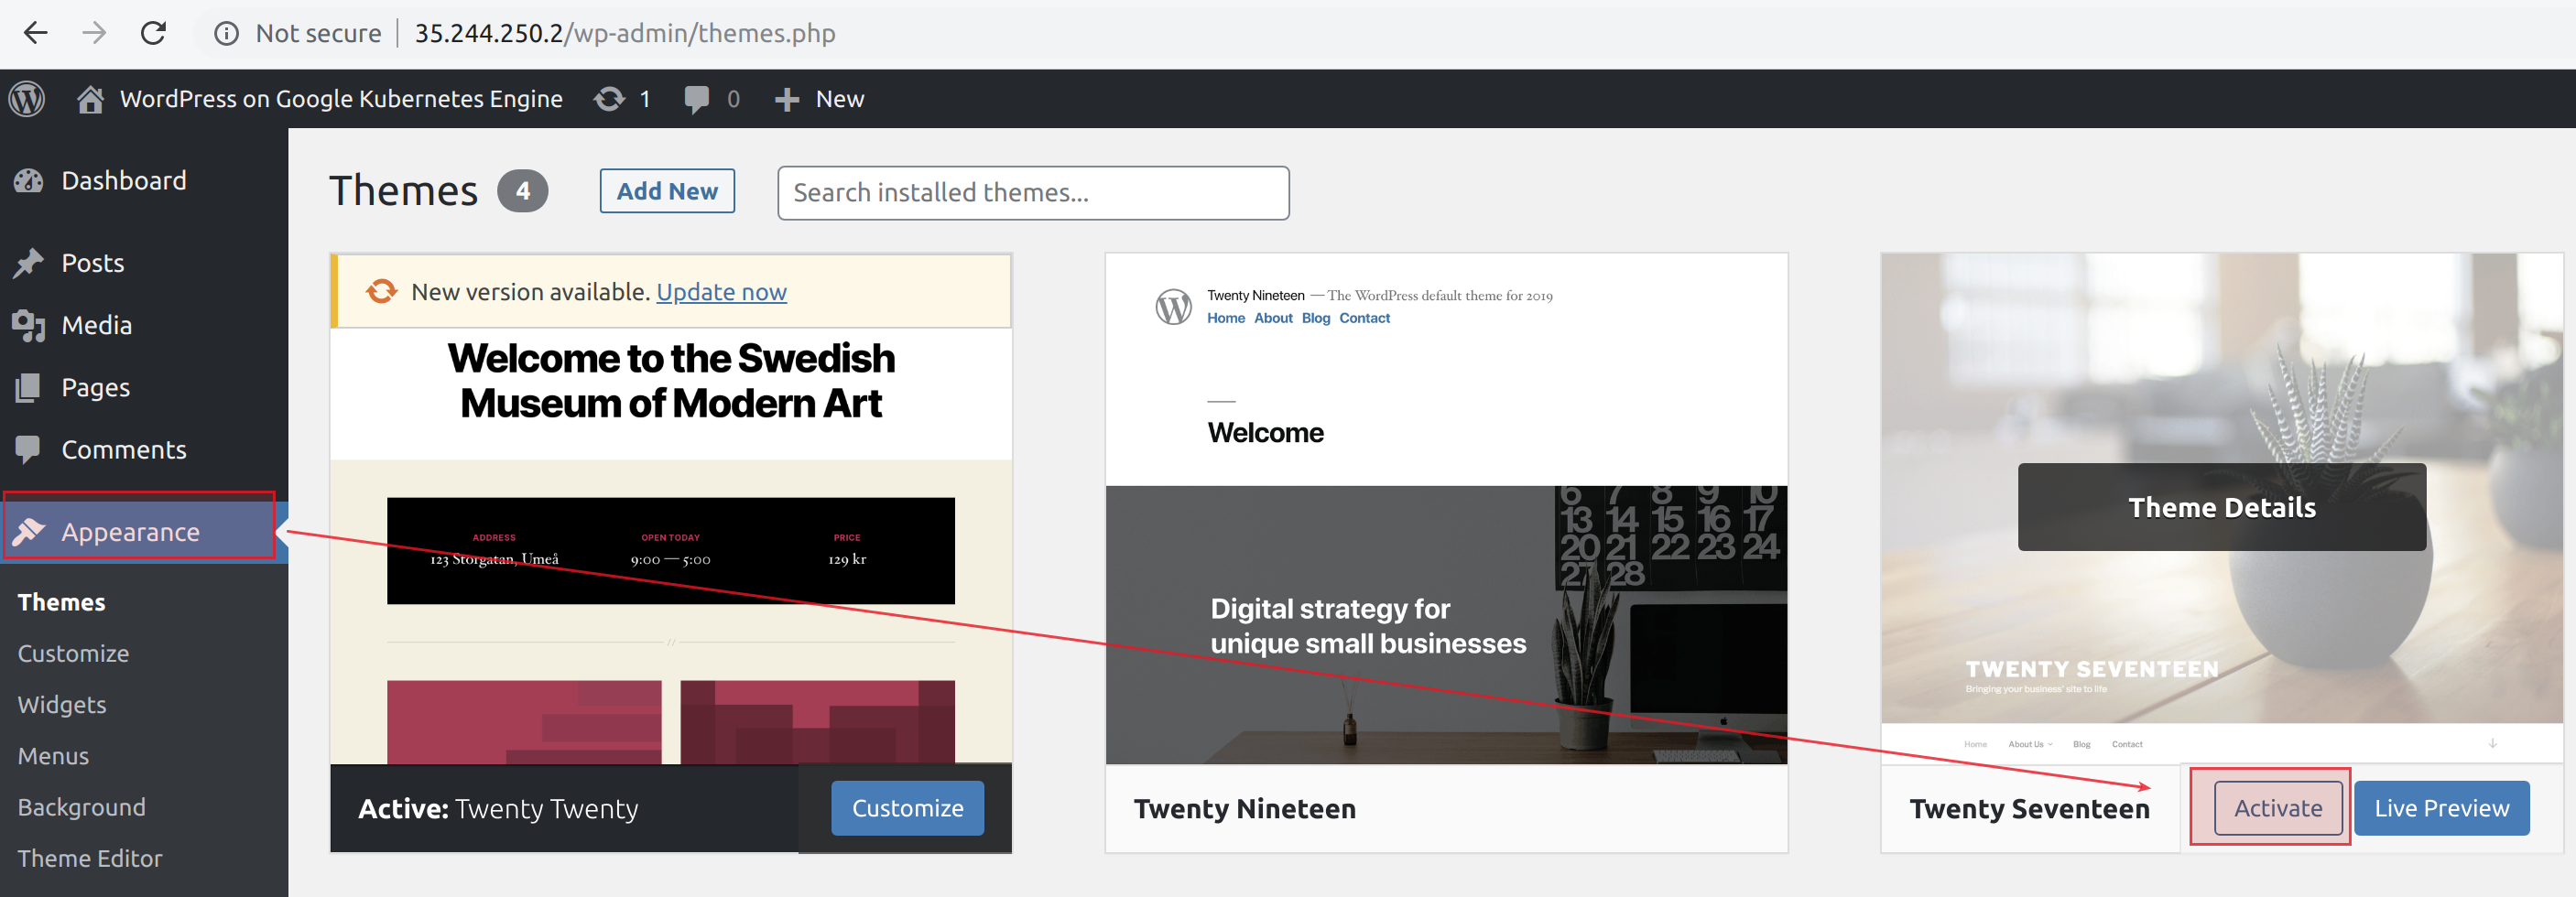 Not secure | 35.244.250.2/wp-admin/themes.php
WordPress on Google Kubernetes Engine 1 0 New
Dashboard
Posts
Media
Pages
Comments
Appearance
Themes
Customize
Widgets
Menus
Background
Theme Editor
Themes 4 Add New Search installed themes...
New version available. Update now
Welcome to the Swedish
Museum of Modern Art
ADDRESS OPEN TODAY PRICE
123 Storgatan, Umeå 9:00 — 5:00 129 kr
//
Active: Twenty Twenty Customize
Twenty Nineteen — The WordPress default theme for 2019
Home About Blog Contact
Welcome
6 7 8 9 10
13 14 15 16 17
20 21 22 23 24
27 28
Digital strategy for
unique small businesses
Twenty Nineteen
Theme Details
TWENTY SEVENTEEN
Bringing your business' site to life
Home About Us Blog Contact
Twenty Seventeen Activate Live Preview